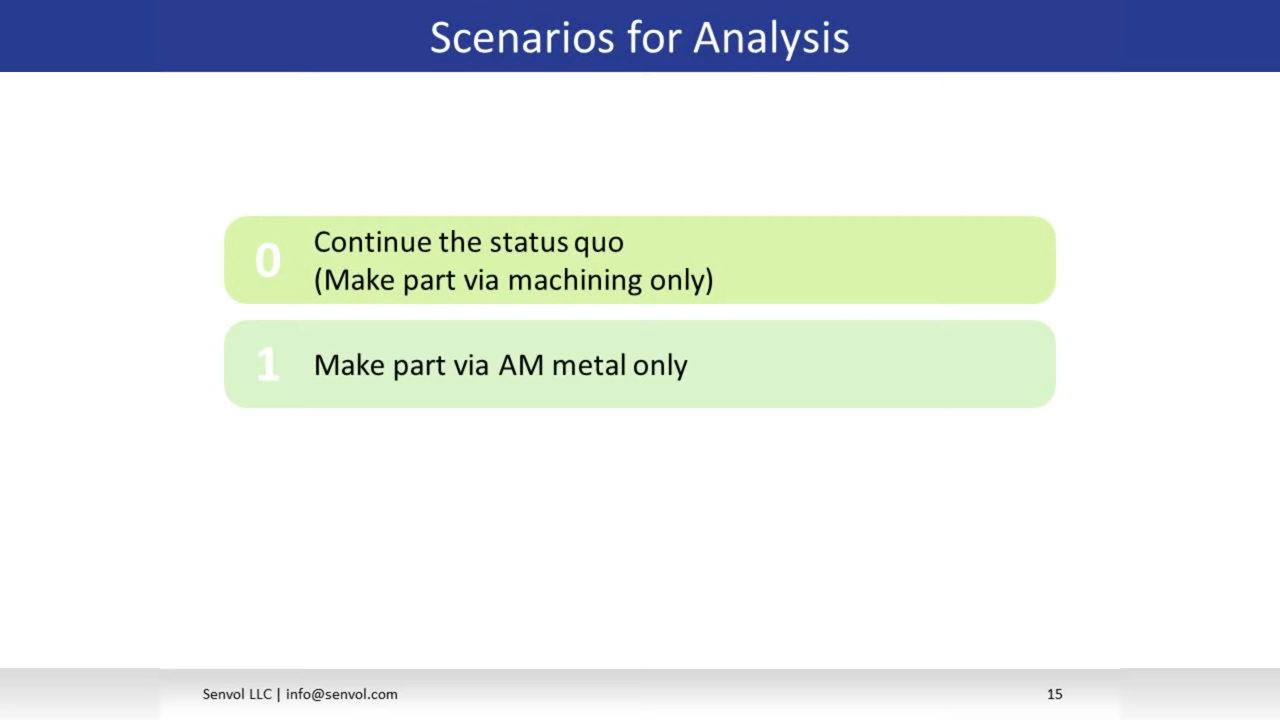 Scenarios for Analysis
0
Continue the status quo
(Make part via machining only)
1
Make part via AM metal only
Senvol LLC | info@senvol.com
15